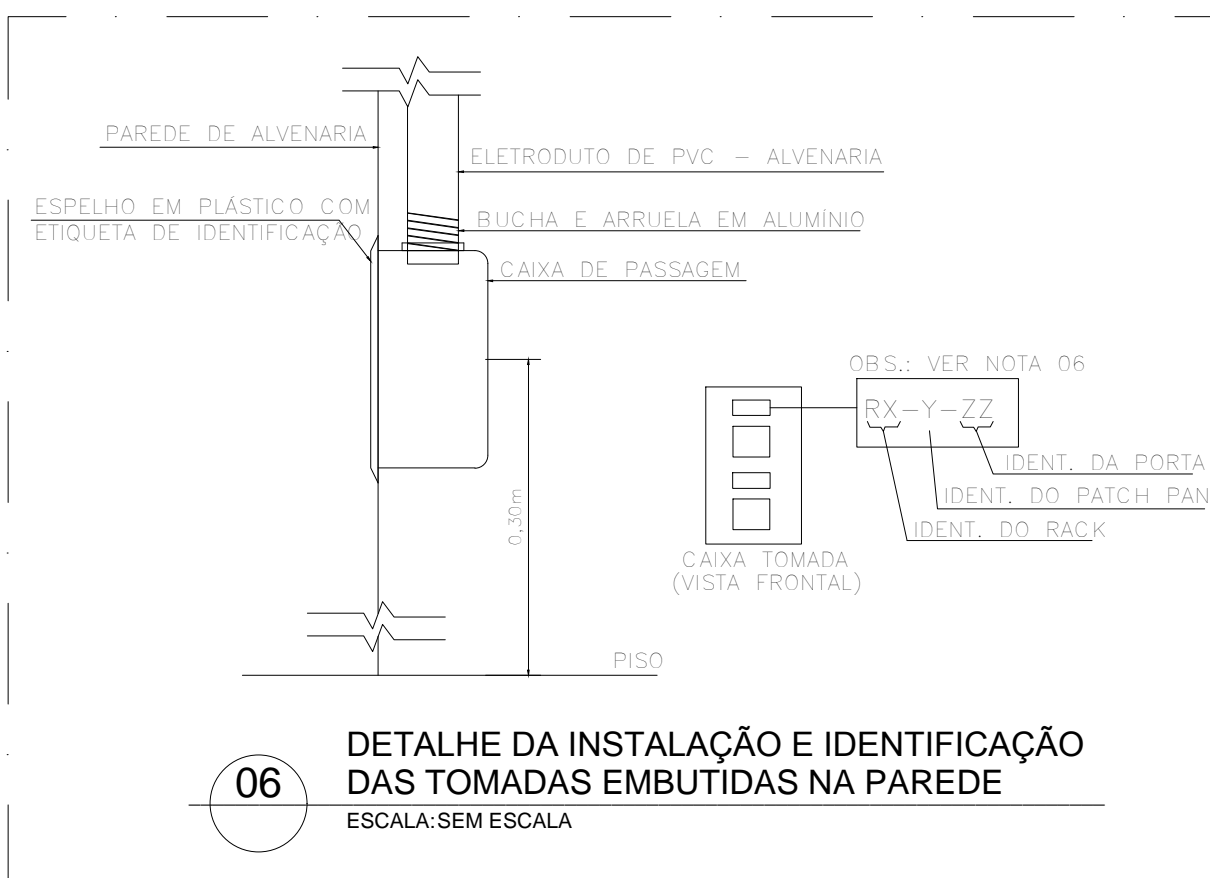 PAREDE DE ALVENARIA
ELETRODUTO DE PVC – ALVENARIA
ESPELHO EM PLÁSTICO COM
ETIQUETA DE IDENTIFICAÇÃO
BUCHA E ARRUELA EM ALUMÍNIO
CAIXA DE PASSAGEM
OBS.: VER NOTA 06
RX-Y-ZZ
IDENT. DA PORTA
IDENT. DO PATCH PAN
IDENT. DO RACK
0,30m
CAIXA TOMADA
(VISTA FRONTAL)
PISO
06
DETALHE DA INSTALAÇÃO E IDENTIFICAÇÃO
DAS TOMADAS EMBUTIDAS NA PAREDE
ESCALA:SEM ESCALA